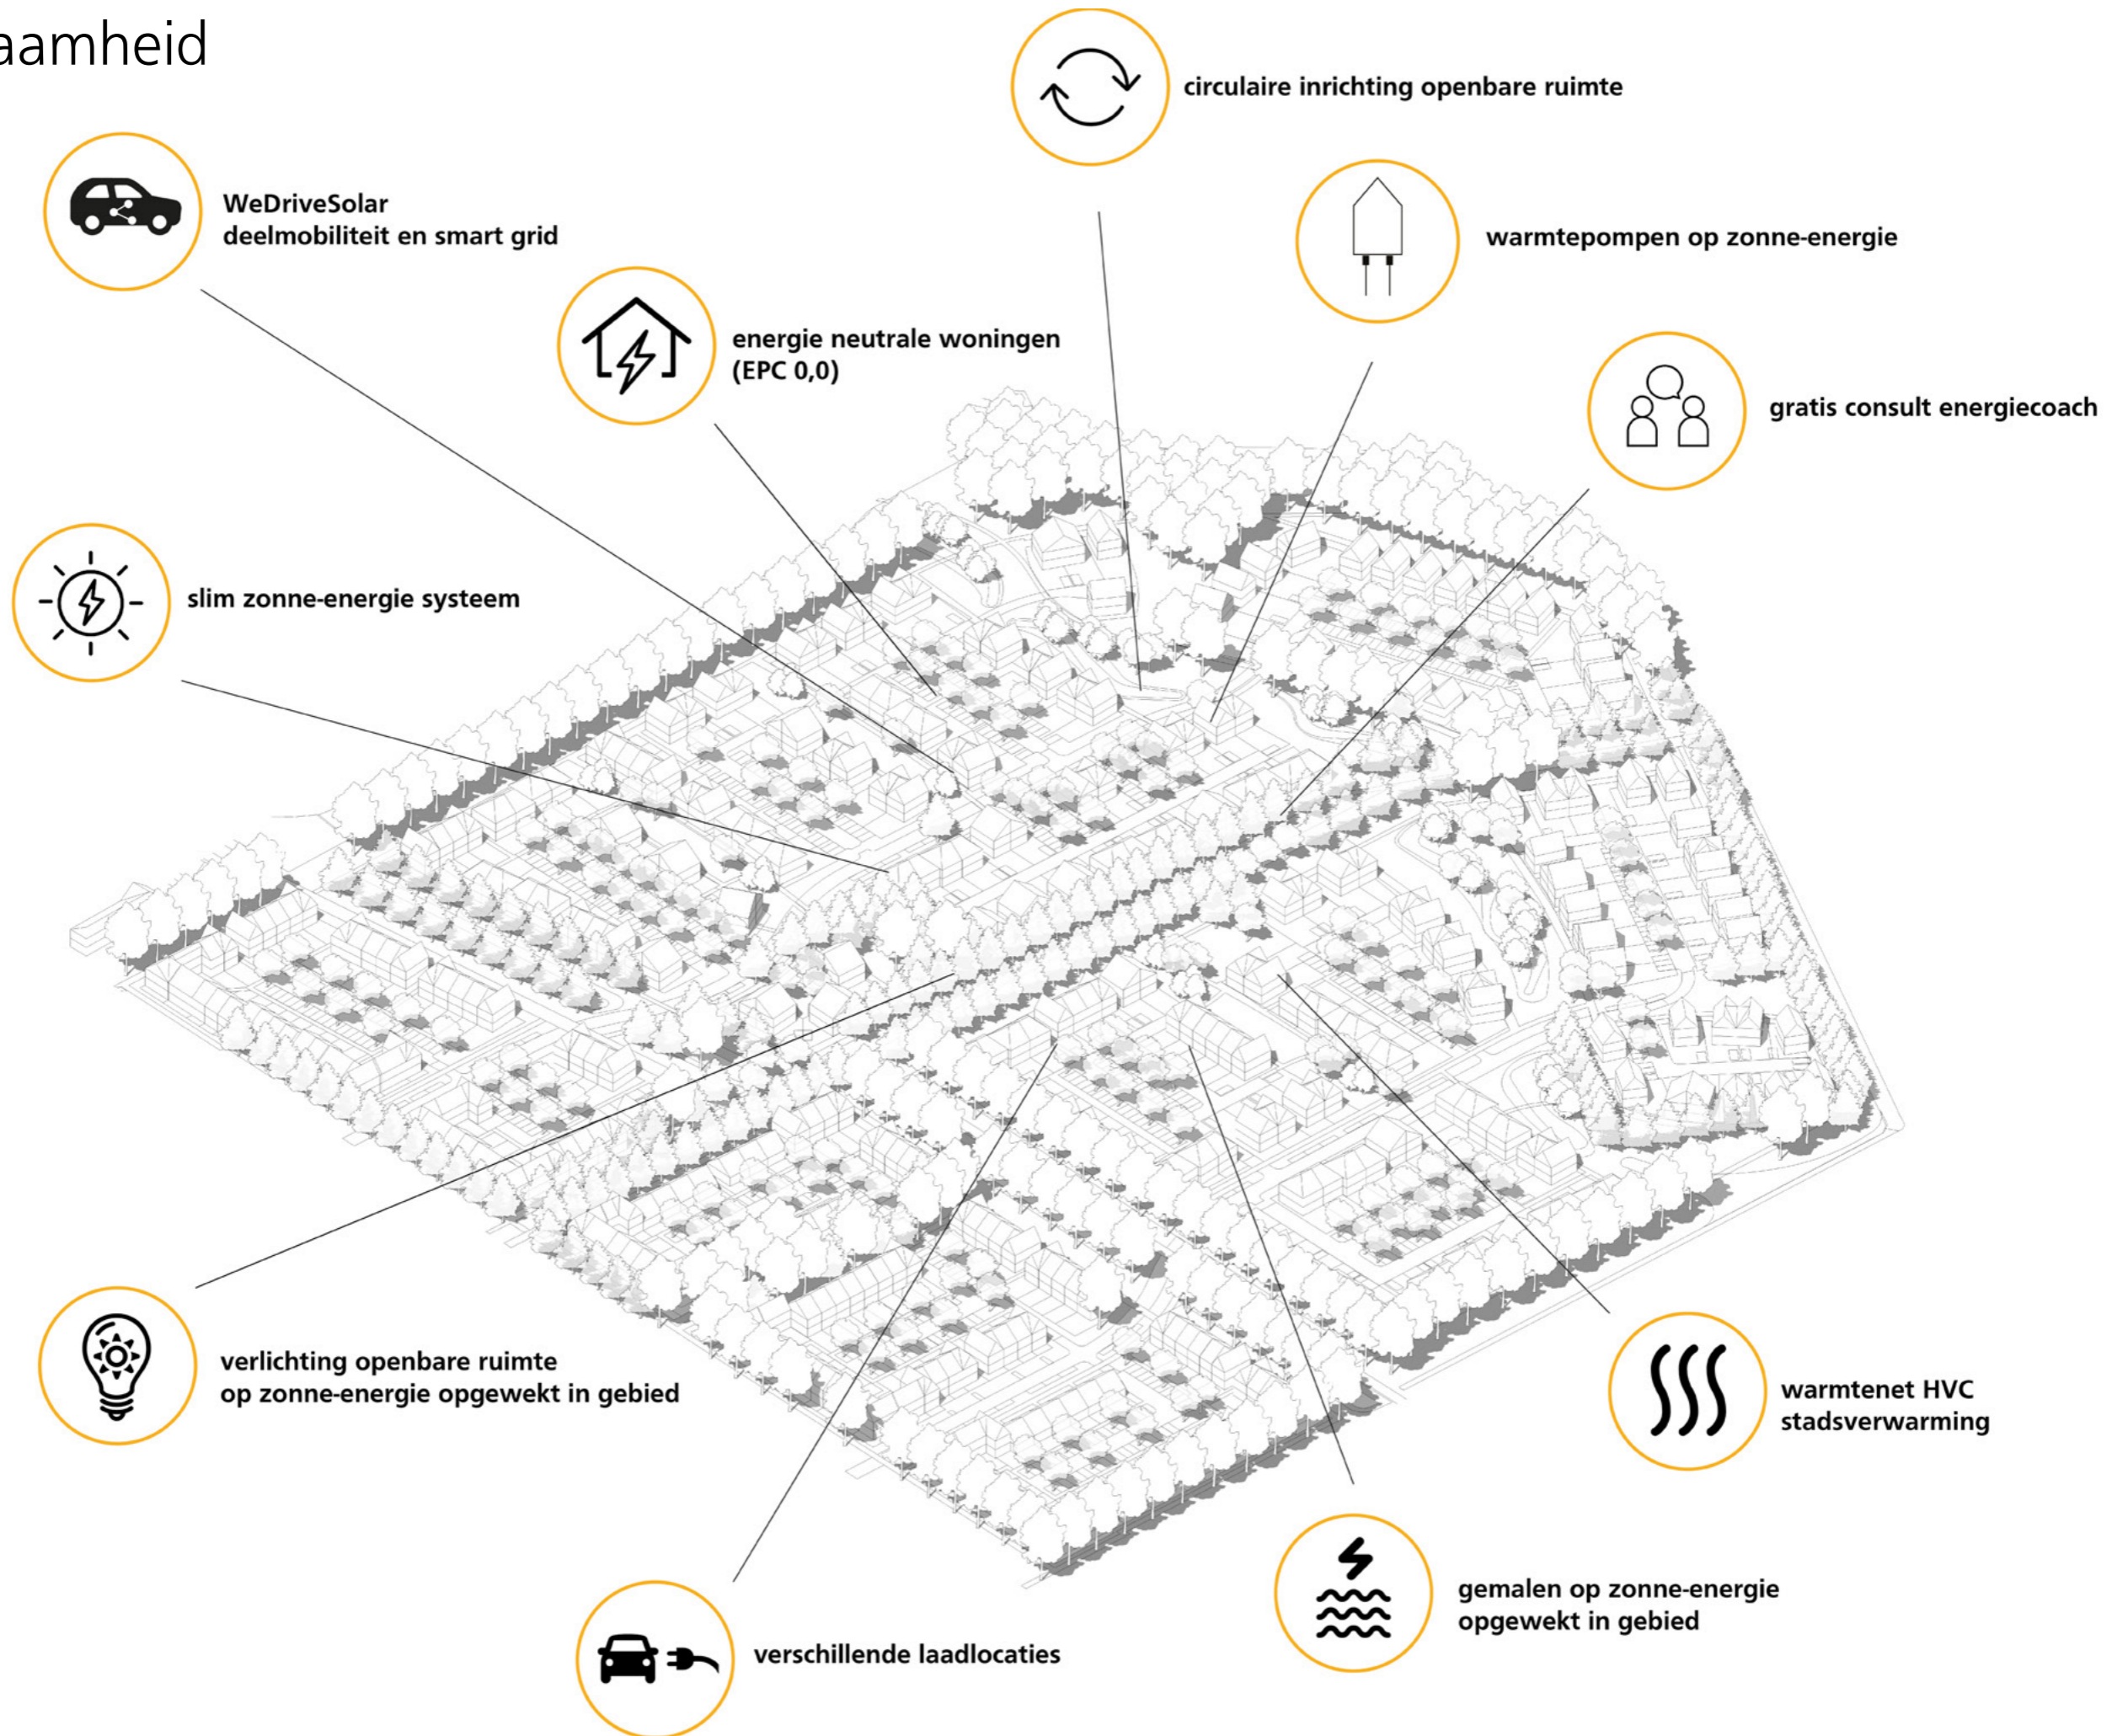 aamheid
circulaire inrichting openbare ruimte
WeDriveSolar
deelmobiliteit en smart grid
warmtepompen op zonne-energie
energie neutrale woningen
(EPC 0,0)
gratis consult energiecoach
slim zonne-energie systeem
verlichting openbare ruimte
op zonne-energie opgewekt in gebied
warmtenet HVC
stadsverwarming
gemalen op zonne-energie
opgewekt in gebied
verschillende laadlocaties